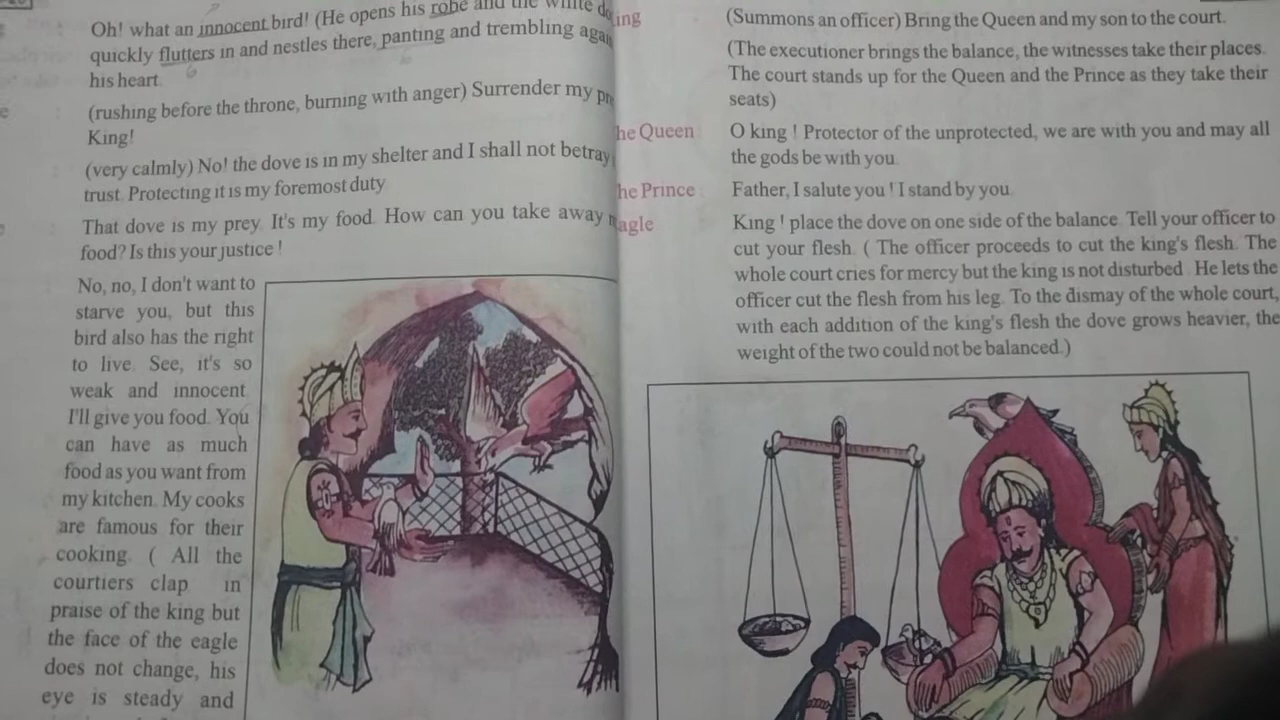 Oh! what an innocent bird! (He opens his robe and the white
quickly flutters in and nestles there, panting and trembling
his heart.
(rushing before the throne, burning with anger) Surrender my
King!
(very calmly) No! the dove is in my shelter and I shall not betray
trust. Protecting it is my foremost duty
That dove is my prey. It's my food. How can you take away
food? Is this your justice !
No, no, I don't want to
starve you, but this
bird also has the right
to live. See, it's so
weak and innocent.
I'll give you food. You
can have as much
food as you want from
my kitchen. My cooks
are famous for their
cooking. ( All the
courtiers clap in
praise of the king but
the face of the eagle
does not change, his
eye is steady and
ing (Summons an officer) Bring the Queen and my son to the court.
(The executioner brings the balance, the witnesses take their places.
The court stands up for the Queen and the Prince as they take their
seats)
he Queen : O king ! Protector of the unprotected, we are with you and may all
the gods be with you.
he Prince : Father, I salute you ! I stand by you.
agle King ! place the dove on one side of the balance. Tell your officer to
cut your flesh. ( The officer proceeds to cut the king's flesh. The
whole court cries for mercy but the king is not disturbed. He lets the
officer cut the flesh from his leg. To the dismay of the whole court,
with each addition of the king's flesh the dove grows heavier, the
weight of the two could not be balanced.)